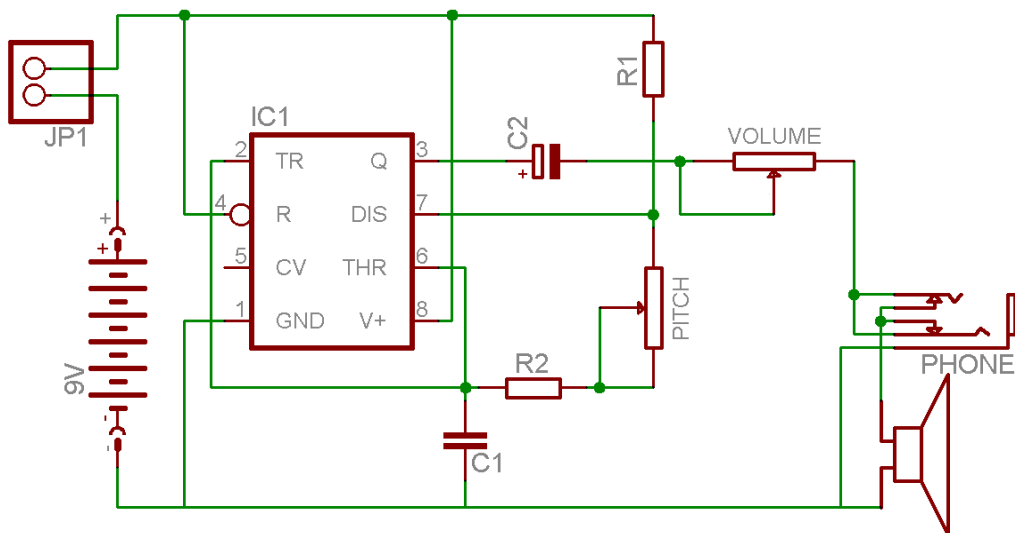 JP1
IC1
2 TR Q 3
4 R DIS 7
5 CV THR 6
1 GND V+ 8
R1
C2
+
VOLUME
PITCH
R2
C1
+
+
9V
-
-
PHONE